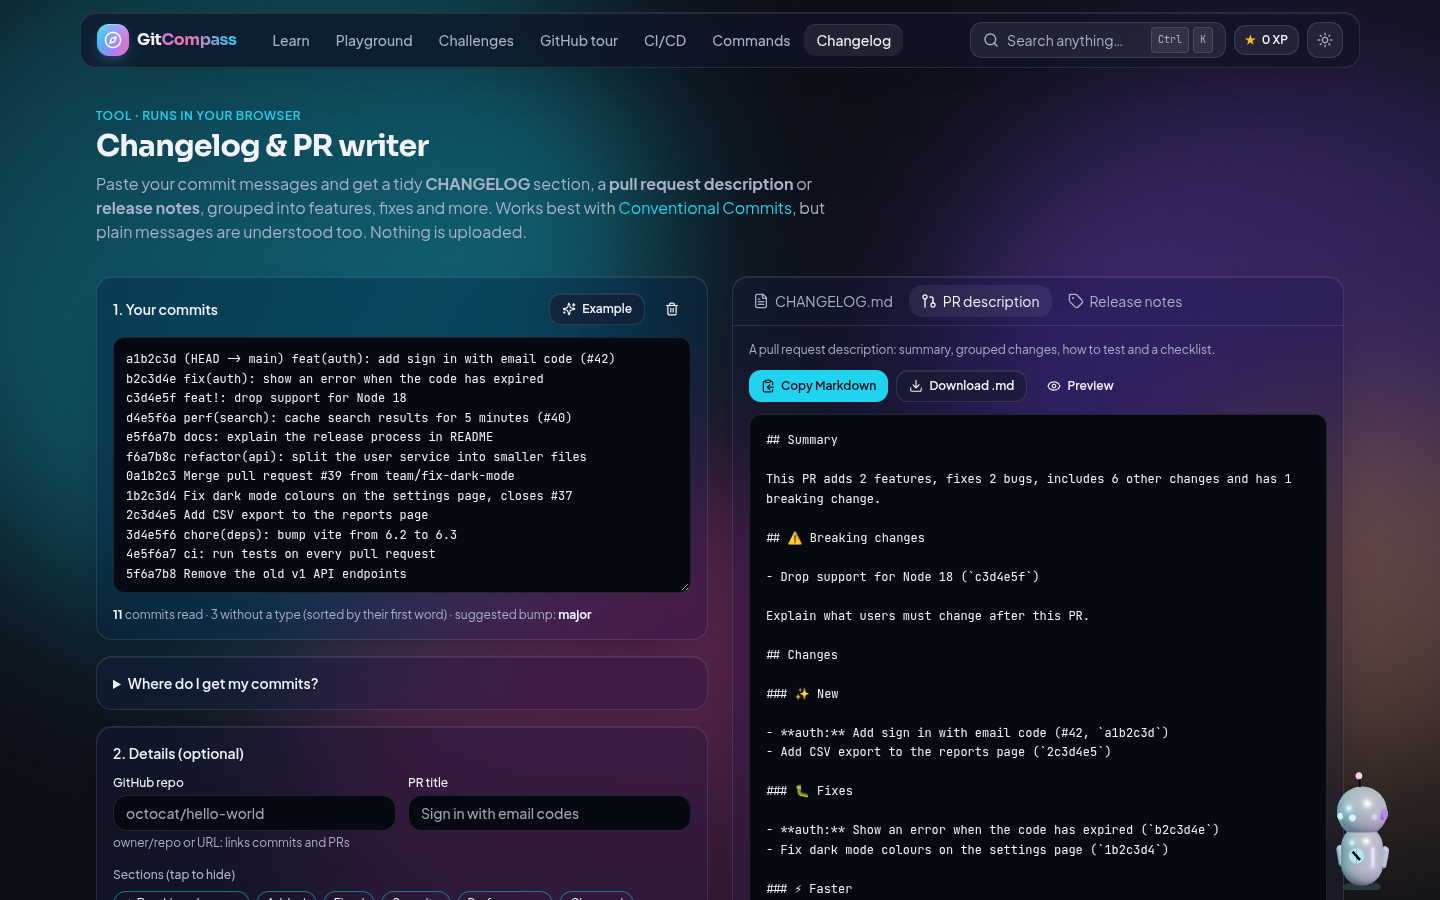 GitCompass
Learn
Playground
Challenges
GitHub tour
CI/CD
Commands
Changelog
Search anything...
Ctrl
K
★ 0 XP
TOOL · RUNS IN YOUR BROWSER
Changelog & PR writer
Paste your commit messages and get a tidy CHANGELOG section, a pull request description or
release notes, grouped into features, fixes and more. Works best with Conventional Commits, but
plain messages are understood too. Nothing is uploaded.
1. Your commits
Example
a1b2c3d (HEAD -> main) feat(auth): add sign in with email code (#42)
b2c3d4e fix(auth): show an error when the code has expired
c3d4e5f feat!: drop support for Node 18
d4e5f6a perf(search): cache search results for 5 minutes (#40)
e5f6a7b docs: explain the release process in README
f6a7b8c refactor(api): split the user service into smaller files
0a1b2c3 Merge pull request #39 from team/fix-dark-mode
1b2c3d4 Fix dark mode colours on the settings page, closes #37
2c3d4e5 Add CSV export to the reports page
3d4e5f6 chore(deps): bump vite from 6.2 to 6.3
4e5f6a7 ci: run tests on every pull request
5f6a7b8 Remove the old v1 API endpoints
11 commits read · 3 without a type (sorted by their first word) · suggested bump: major
▶ Where do I get my commits?
2. Details (optional)
GitHub repo
PR title
octocat/hello-world
Sign in with email codes
owner/repo or URL: links commits and PRs
Sections (tap to hide)
CHANGELOG.md
PR description
Release notes
A pull request description: summary, grouped changes, how to test and a checklist.
Copy Markdown
Download .md
Preview
## Summary
This PR adds 2 features, fixes 2 bugs, includes 6 other changes and has 1
breaking change.
## ⚠️ Breaking changes
- Drop support for Node 18 (`c3d4e5f`)
Explain what users must change after this PR.
## Changes
### ✨ New
- **auth:** Add sign in with email code (#42, `a1b2c3d`)
- Add CSV export to the reports page (`2c3d4e5`)
### 🐛 Fixes
- **auth:** Show an error when the code has expired (`b2c3d4e`)
- Fix dark mode colours on the settings page (`1b2c3d4`)
### ⚡ Faster